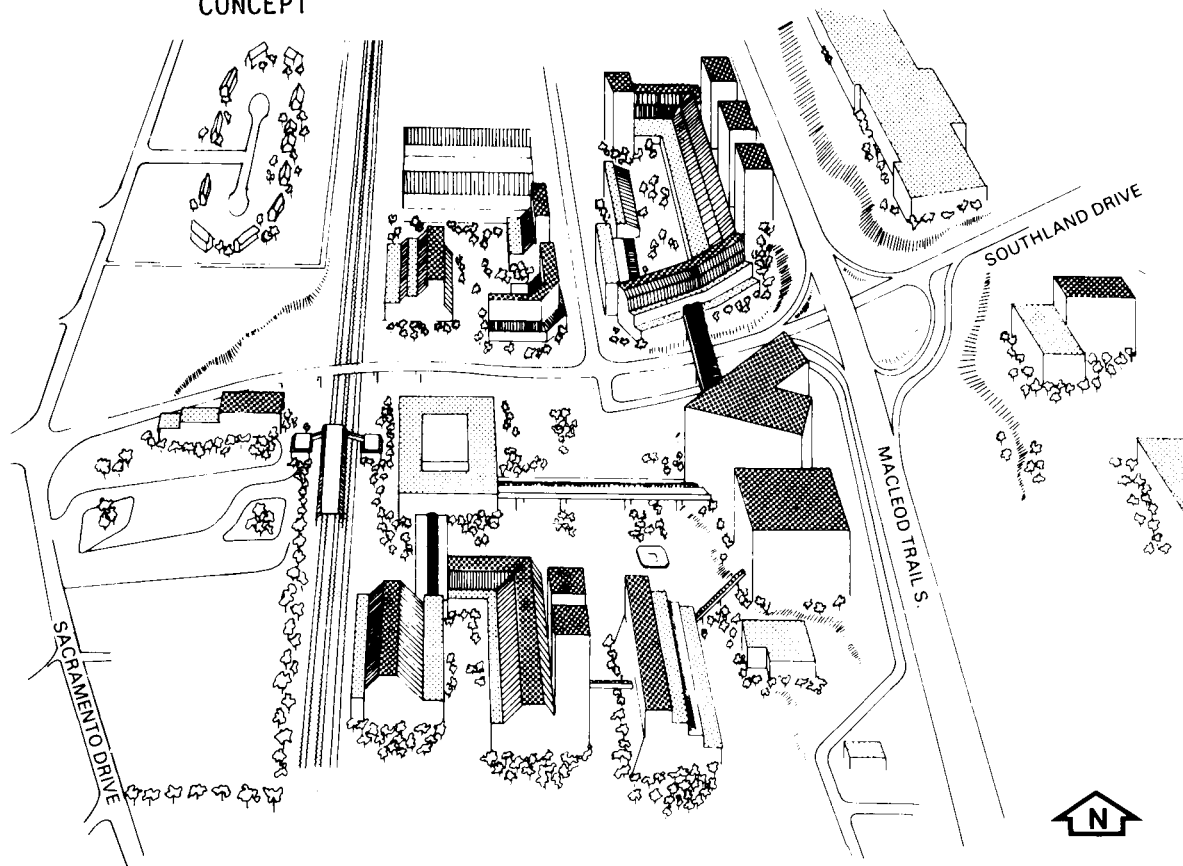 CONCEPT
SOUTHLAND DRIVE
MACLEOD TRAIL S.
SACRAMENTO DRIVE
N